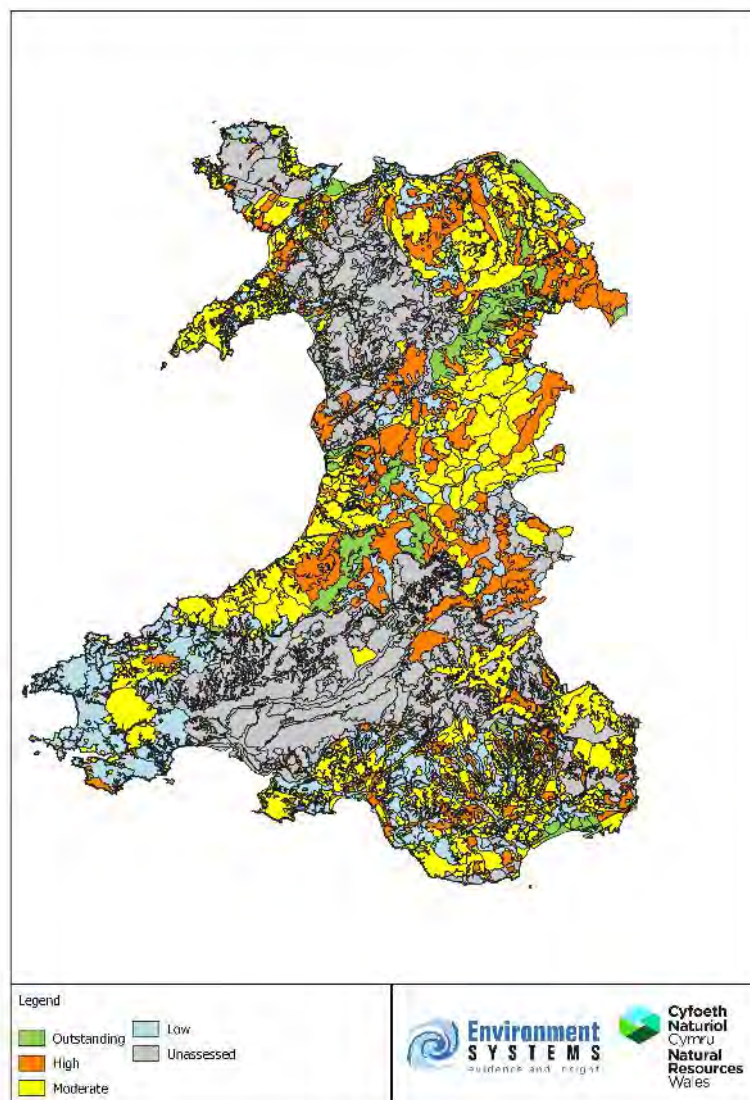 Legend
Outstanding
High
Moderate
Low
Unassessed
Environment
SYSTEMS
evidence and insight
Cyfoeth
Naturiol
Cymru
Natural
Resources
Wales